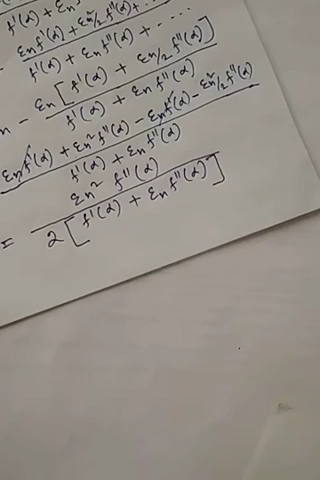 f'(α) + εn
εn f'(α) + εn²/2 f''(α) + ...
f'(α) + εn f''(α) + ....
n - εn [ f'(α) + εn/2 f''(α) ]
f'(α) + εn f''(α)
εn f'(α) + εn² f''(α) - εn f'(α) - εn²/2 f''(α)
f'(α) + εn f''(α)
εn² f''(α)
=
2 [ f'(α) + εn f''(α) ]